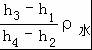 h₃ − h₁
h₄ − h₂
ρ 水